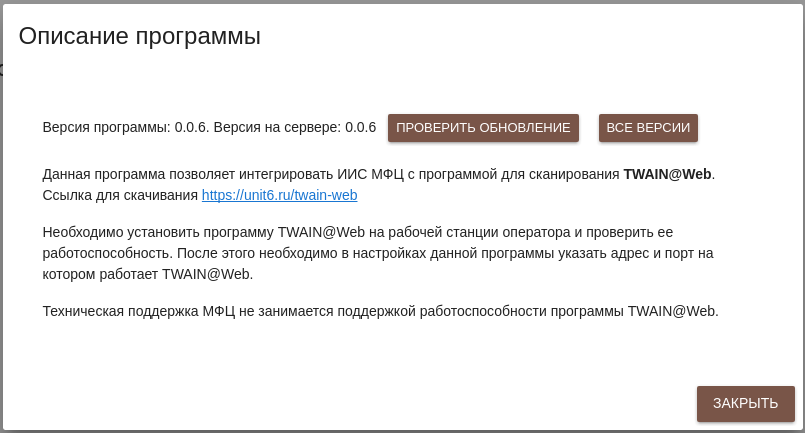 Описание программы
Версия программы: 0.0.6. Версия на сервере: 0.0.6 ПРОВЕРИТЬ ОБНОВЛЕНИЕ ВСЕ ВЕРСИИ
Данная программа позволяет интегрировать ИИС МФЦ с программой для сканирования TWAIN@Web.
Ссылка для скачивания https://unit6.ru/twain-web
Необходимо установить программу TWAIN@Web на рабочей станции оператора и проверить ее
работоспособность. После этого необходимо в настройках данной программы указать адрес и порт на
котором работает TWAIN@Web.
Техническая поддержка МФЦ не занимается поддержкой работоспособности программы TWAIN@Web.
ЗАКРЫТЬ